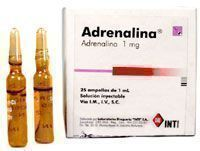 Adrenalina®
Adrenalina 1 mg
25 ampollas de 1 mL
Solución inyectable
Vía I.M., I.V., S.C.
INTI